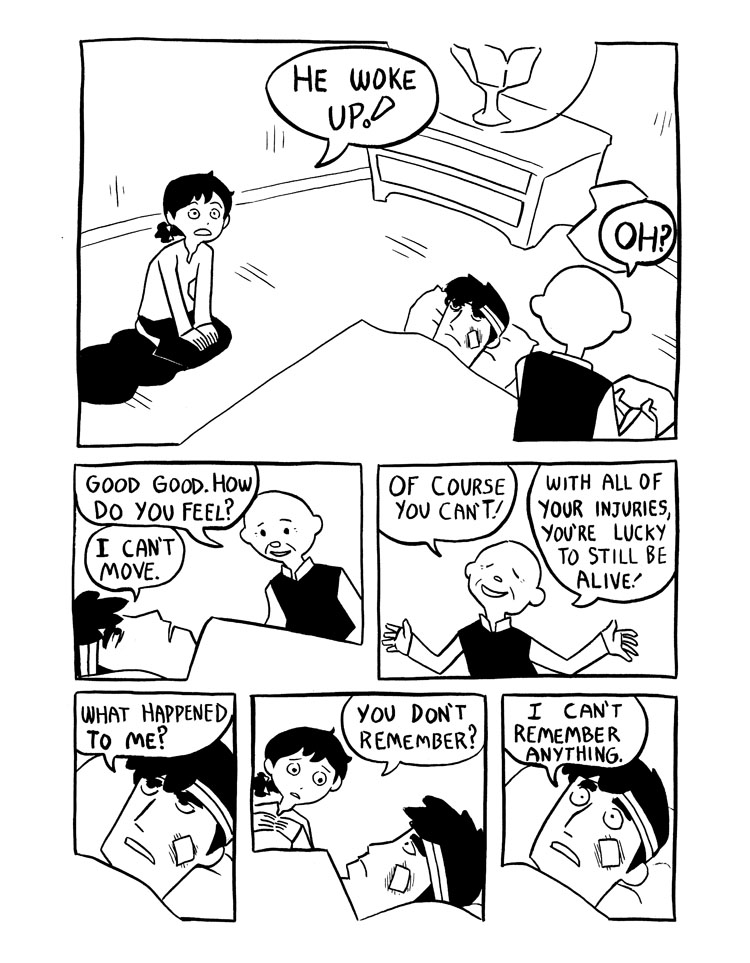 HE WOKE
UP!
OH?
GOOD GOOD. HOW
DO YOU FEEL?
I CAN'T
MOVE.
OF COURSE
YOU CAN'T!
WITH ALL OF
YOUR INJURIES,
YOU'RE LUCKY
TO STILL BE
ALIVE!
WHAT HAPPENED
TO ME?
YOU DON'T
REMEMBER?
I CAN'T
REMEMBER
ANYTHING.